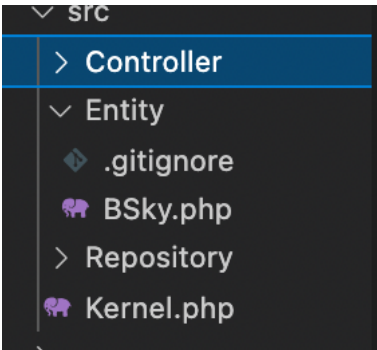 src
Controller
Entity
.gitignore
BSky.php
Repository
Kernel.php